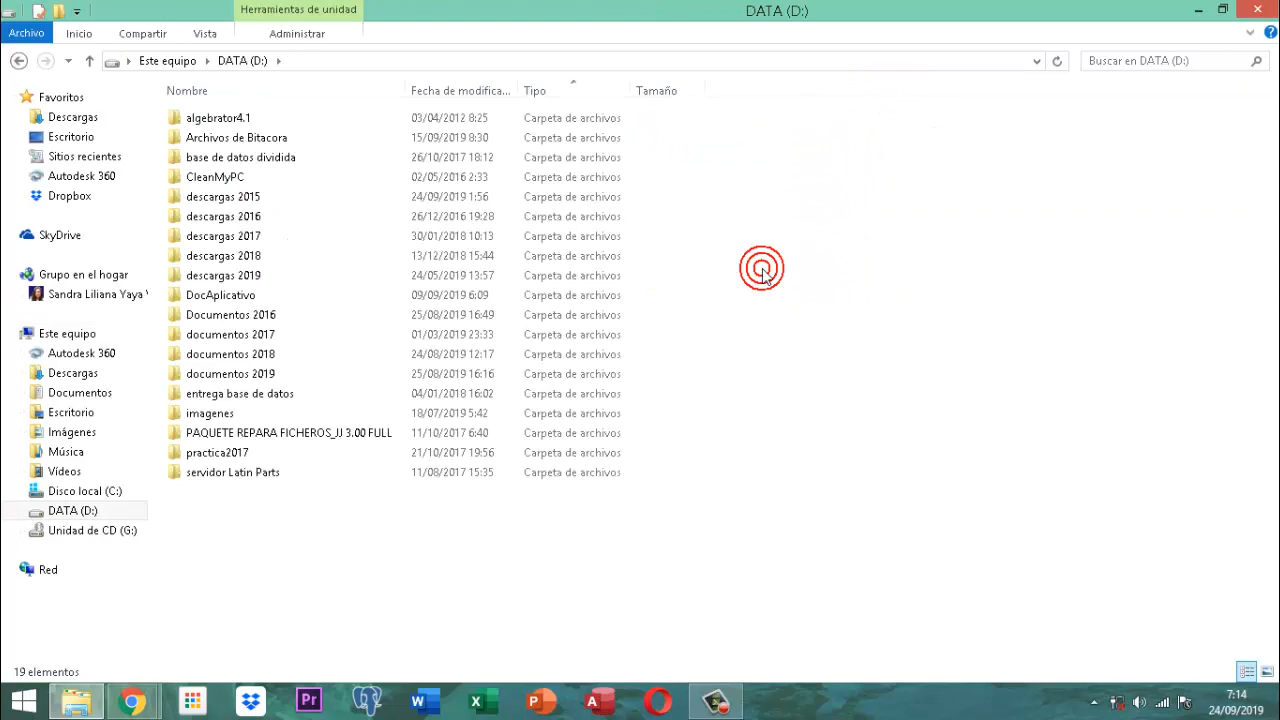 Herramientas de unidad
DATA (D:)
Archivo Inicio Compartir Vista Administrar
Este equipo DATA (D:) Buscar en DATA (D:)
Nombre Fecha de modifica... Tipo Tamaño
Favoritos
Descargas
Escritorio
Sitios recientes
Autodesk 360
Dropbox
SkyDrive
Grupo en el hogar
Sandra Liliana Yaya
Este equipo
Autodesk 360
Descargas
Documentos
Escritorio
Imágenes
Música
Vídeos
Disco local (C:)
DATA (D:)
Unidad de CD (G:)
Red
algebrator4.1 03/04/2012 8:25 Carpeta de archivos
Archivos de Bitacora 15/09/2019 8:30 Carpeta de archivos
base de datos dividida 26/10/2017 18:12 Carpeta de archivos
CleanMyPC 02/05/2016 2:33 Carpeta de archivos
descargas 2015 24/09/2019 1:56 Carpeta de archivos
descargas 2016 26/12/2016 19:28 Carpeta de archivos
descargas 2017 30/01/2018 10:13 Carpeta de archivos
descargas 2018 13/12/2018 15:44 Carpeta de archivos
descargas 2019 24/05/2019 13:57 Carpeta de archivos
DocAplicativo 09/09/2019 6:09 Carpeta de archivos
Documentos 2016 25/08/2019 16:49 Carpeta de archivos
documentos 2017 01/03/2019 23:33 Carpeta de archivos
documentos 2018 24/08/2019 12:17 Carpeta de archivos
documentos 2019 25/08/2019 16:16 Carpeta de archivos
entrega base de datos 04/01/2018 16:02 Carpeta de archivos
imagenes 18/07/2019 5:42 Carpeta de archivos
PAQUETE REPARA FICHEROS_JJ 3.00 FULL 11/10/2017 6:40 Carpeta de archivos
practica2017 21/10/2017 19:56 Carpeta de archivos
servidor Latin Parts 11/08/2017 15:35 Carpeta de archivos
19 elementos
Pr
7:14
24/09/2019